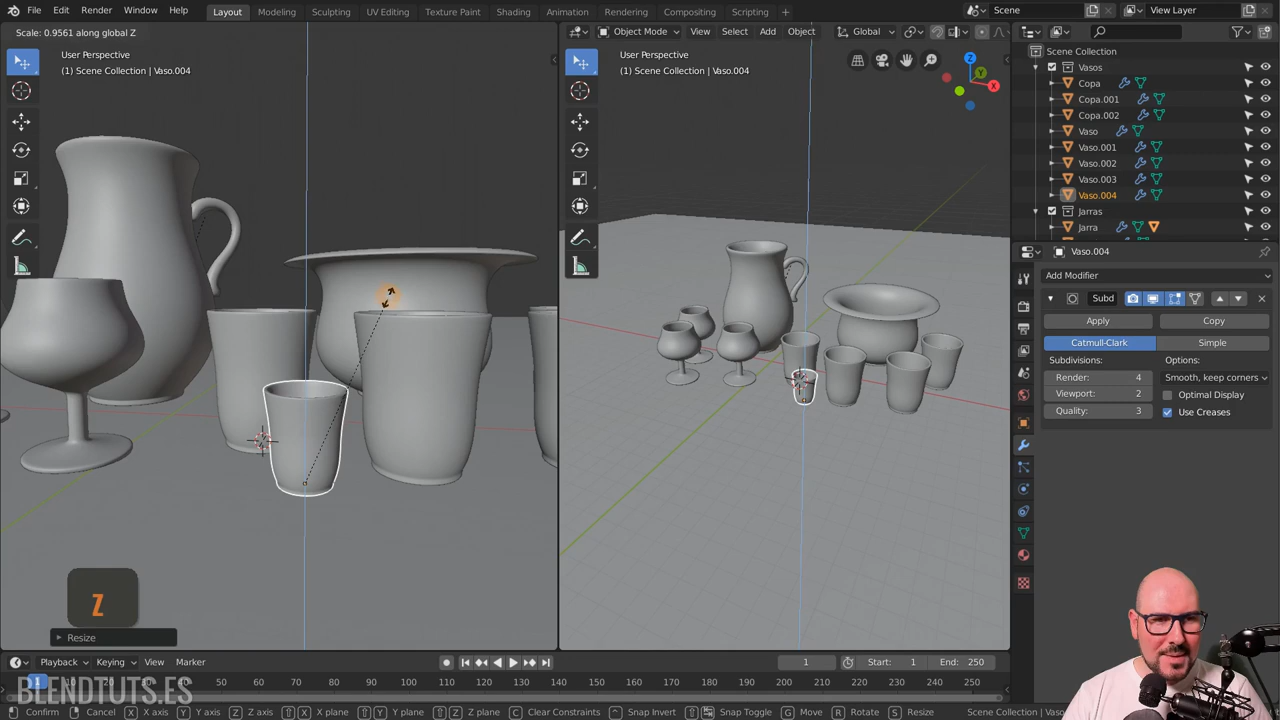 File Edit Render Window Help Layout Modeling Sculpting UV Editing Texture Paint Shading Animation Rendering Compositing Scripting + Scene View Layer
Scale: 0.9561 along global Z
Object Mode View Select Add Object Global
User Perspective
(1) Scene Collection | Vaso.004
User Perspective
(1) Scene Collection | Vaso.004
Z
Y
X
Scene Collection
Vasos
Copa
Copa.001
Copa.002
Vaso
Vaso.001
Vaso.002
Vaso.003
Vaso.004
Jarras
Jarra
Vaso.004
Add Modifier
Subd
Apply Copy
Catmull-Clark Simple
Subdivisions: Options:
Render: 4 Smooth, keep corners
Viewport: 2 Optimal Display
Quality: 3 Use Creases
Z
Resize
Playback Keying View Marker 1 Start: 1 End: 250
1 10 20 30 40 50 60 70 80 90 100 110 120 130 140 150 160 170 180 190 200 210 220 230 240 250
BLENDTUTS.ES
Confirm Cancel X X axis Y Y axis Z Z axis X X plane Y Y plane Z Z plane C Clear Constraints Snap Invert Snap Toggle G Move R Rotate S Resize Scene Collection | Vaso